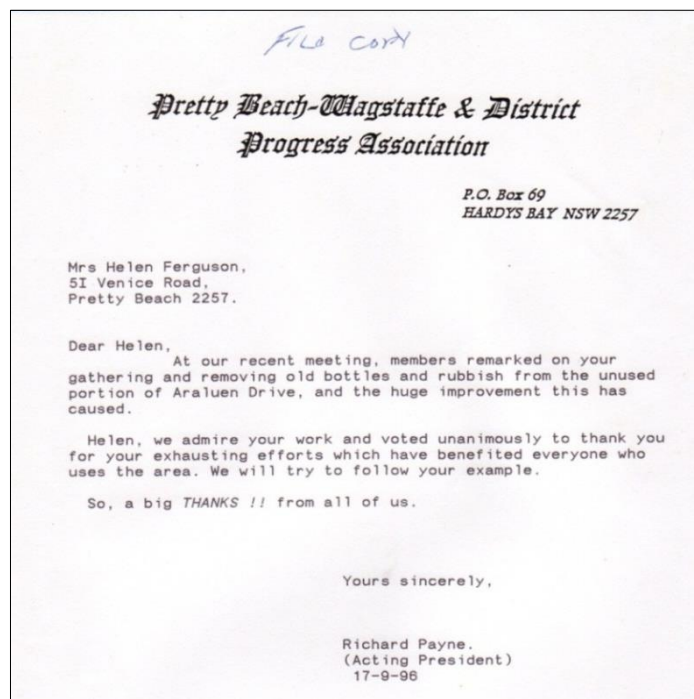 File copy
Pretty Beach-Wagstaffe & District
Progress Association
P.O. Box 69
HARDYS BAY NSW 2257
Mrs Helen Ferguson,
5I Venice Road,
Pretty Beach 2257.
Dear Helen,
At our recent meeting, members remarked on your
gathering and removing old bottles and rubbish from the unused
portion of Araluen Drive, and the huge improvement this has
caused.
Helen, we admire your work and voted unanimously to thank you
for your exhausting efforts which have benefited everyone who
uses the area. We will try to follow your example.
So, a big THANKS !! from all of us.
Yours sincerely,
Richard Payne.
(Acting President)
17-9-96